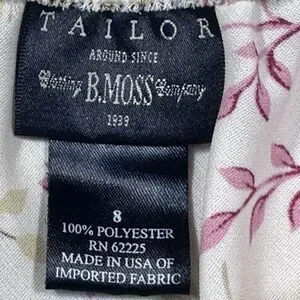 TAILOR
AROUND SINCE
Clothing B.MOSS Company
1939
8
100% POLYESTER
RN 62225
MADE IN USA OF
IMPORTED FABRIC